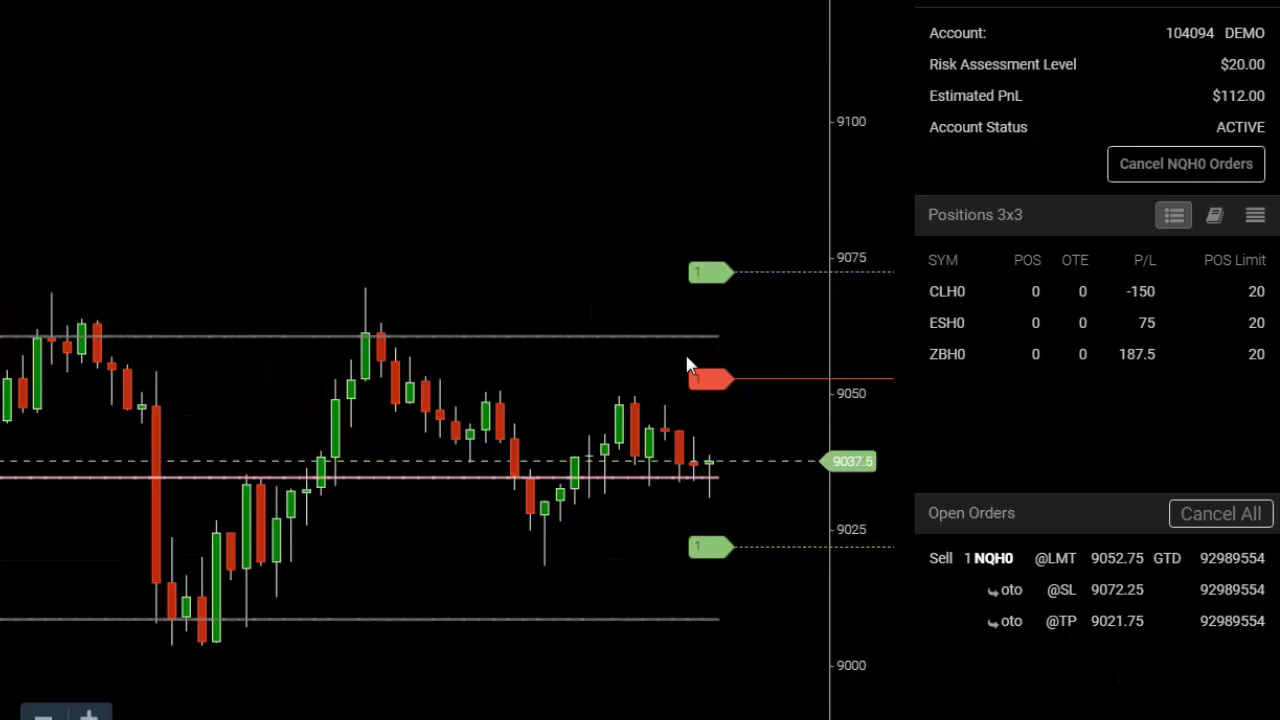 Account: 104094 DEMO
Risk Assessment Level $20.00
Estimated PnL $112.00
Account Status ACTIVE
Cancel NQH0 Orders
Positions 3x3
SYM POS OTE P/L POS Limit
CLH0 0 0 -150 20
ESH0 0 0 75 20
ZBH0 0 0 187.5 20
Open Orders Cancel All
Sell 1 NQH0 @LMT 9052.75 GTD 92989554
oto @SL 9072.25 92989554
oto @TP 9021.75 92989554
9100
9075
1
1
9050
9037.5
9025
1
9000